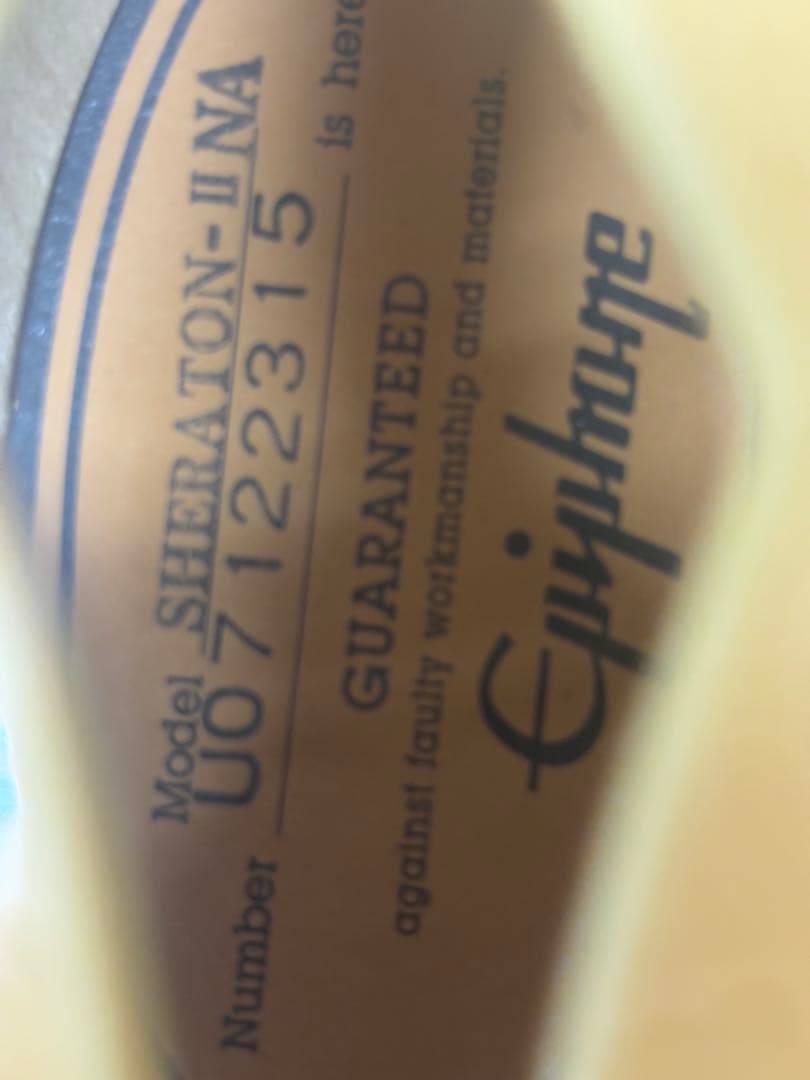 Model SHERATON-II NA
Number U07122315 is here
GUARANTEED
against faulty workmanship and materials.
Epiphone